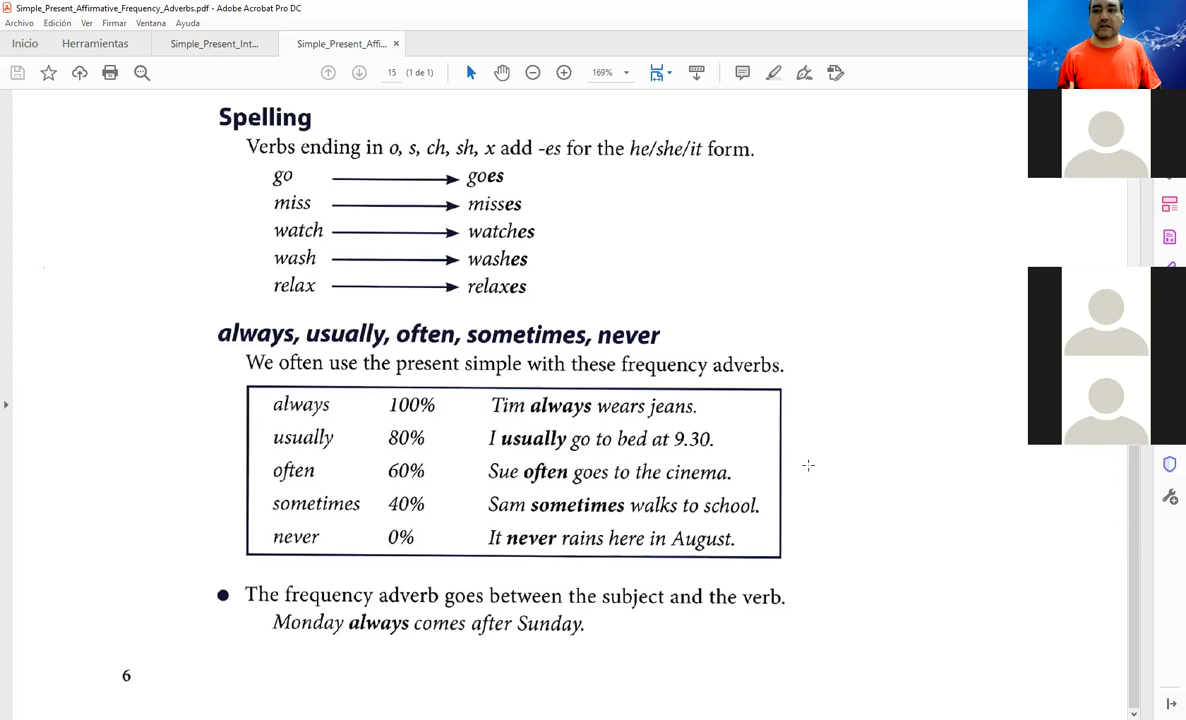 Simple_Present_Affirmative_Frequency_Adverbs.pdf - Adobe Acrobat Pro DC
Archivo Edición Ver Firmar Ventana Ayuda
Inicio Herramientas Simple_Present_Int... Simple_Present_Affi... ×
15 (1 de 1) 169%
Spelling
Verbs ending in o, s, ch, sh, x add -es for the he/she/it form.
go goes
miss misses
watch watches
wash washes
relax relaxes
always, usually, often, sometimes, never
We often use the present simple with these frequency adverbs.
always 100% Tim always wears jeans.
usually 80% I usually go to bed at 9.30.
often 60% Sue often goes to the cinema.
sometimes 40% Sam sometimes walks to school.
never 0% It never rains here in August.
● The frequency adverb goes between the subject and the verb.
Monday always comes after Sunday.
6